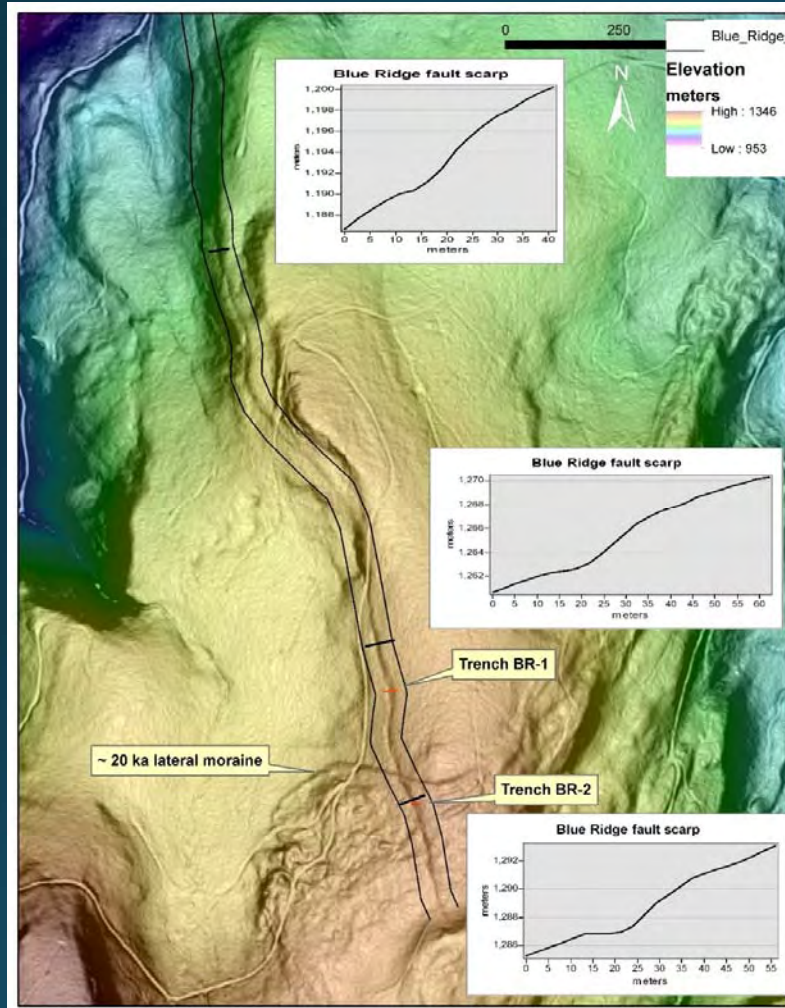 0 250
Blue_Ridge_
N
Elevation
meters
High : 1346
Low : 953
Blue Ridge fault scarp
1,200
1,198
1,196
1,194
1,190
1,188
meters
0 5 10 15 20 25 30 35 40
meters
Blue Ridge fault scarp
1,270
1,268
1,266
1,264
1,262
meters
0 5 10 15 20 25 30 35 40 45 50 55 60
meters
Trench BR-1
~ 20 ka lateral moraine
Trench BR-2
Blue Ridge fault scarp
1,292
1,290
1,288
1,286
meters
0 5 10 15 20 25 30 35 40 45 50 55
meters